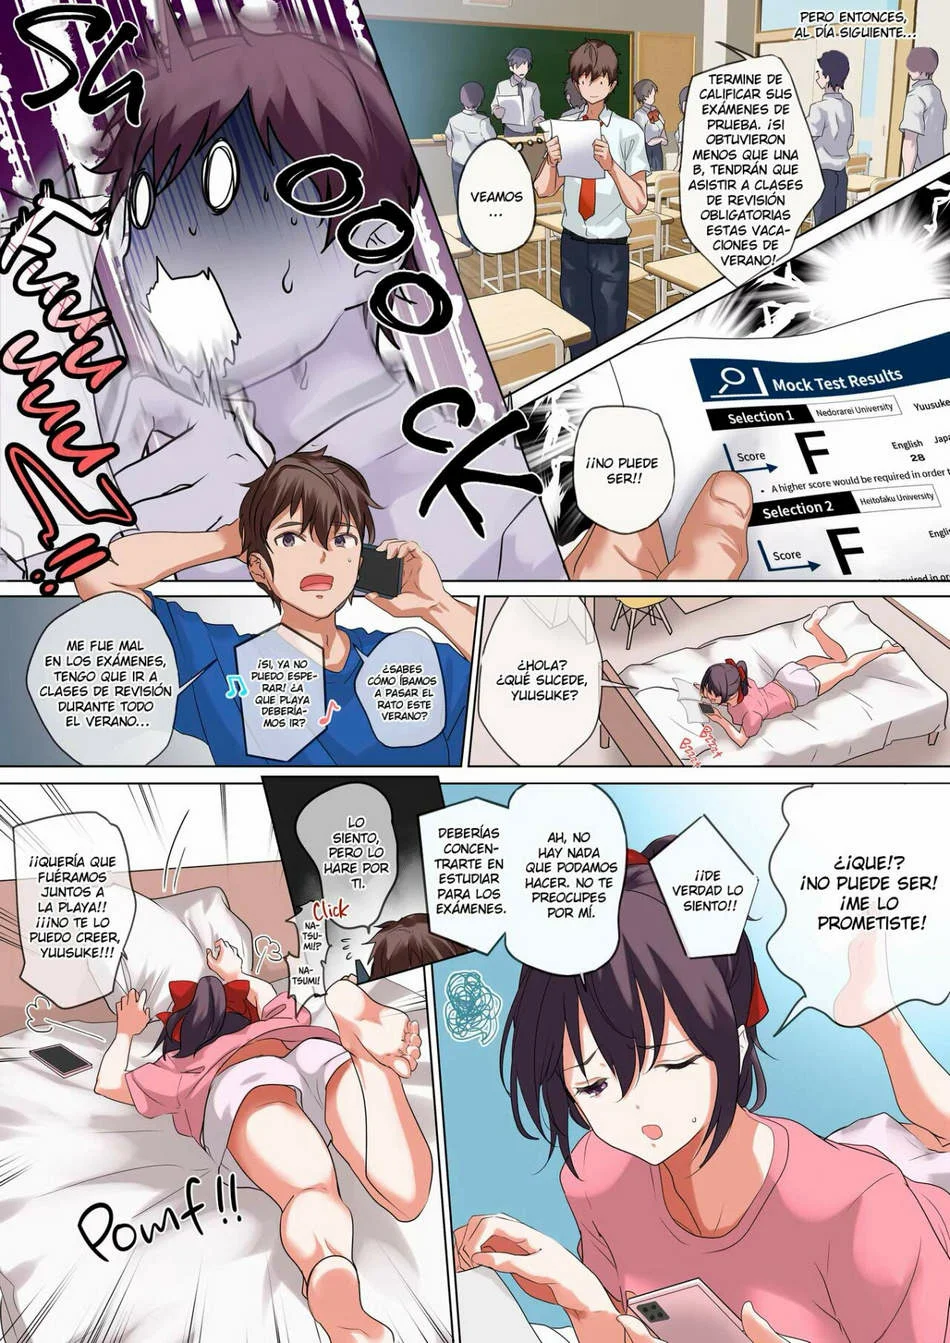 PERO ENTONCES,
AL DÍA SIGUIENTE...
TERMINE DE
CALIFICAR SUS
EXÁMENES DE
PRUEBA. ¡SI
OBTUVIERON
MENOS QUE UNA
B, TENDRÁN QUE
ASISTIR A CLASES
DE REVISIÓN
OBLIGATORIAS
ESTAS VACA-
CIONES DE
VERANO!
VEAMOS
...
Mock Test Results
Selection 1 Nedorarei University Yuusuke
Score F English Japa
28
• A higher score would be required in order t
Selection 2 Heitofaku University
Score F Englis
¡¡NO PUEDE
SER!!
SHOOOOCK
¿HOLA?
¿QUÉ SUCEDE,
YUUSUKE?
Brrrt
Brrrt
¿SABES
CÓMO ÍBAMOS
A PASAR EL
RATO ESTE
VERANO?
¡SI, YA NO
PUEDO ESPE-
RAR! ¿A
QUE PLAYA
DEBERÍA-
MOS IR?
ME FUE MAL
EN LOS EXÁMENES,
TENGO QUE IR A
CLASES DE REVISIÓN
DURANTE TODO
EL VERANO...
¿¡QUE!?
¡NO PUEDE SER!
¡ME LO
PROMETISTE!
¡¡DE
VERDAD LO
SIENTO!!
AH, NO
HAY NADA
QUE PODAMOS
HACER. NO TE
PREOCUPES
POR MÍ.
DEBERÍAS
CONCEN-
TRARTE EN
ESTUDIAR
PARA LOS
EXÁMENES.
LO
SIENTO,
PERO LO
HARE POR
TI.
Click
NA-
TSU-
MI!?
NA-
TSUMI!
¡¡QUERÍA QUE
FUÉRAMOS
JUNTOS A
LA PLAYA!!
¡¡¡NO TE LO
PUEDO CREER,
YUUSUKE!!!
Pomf!!